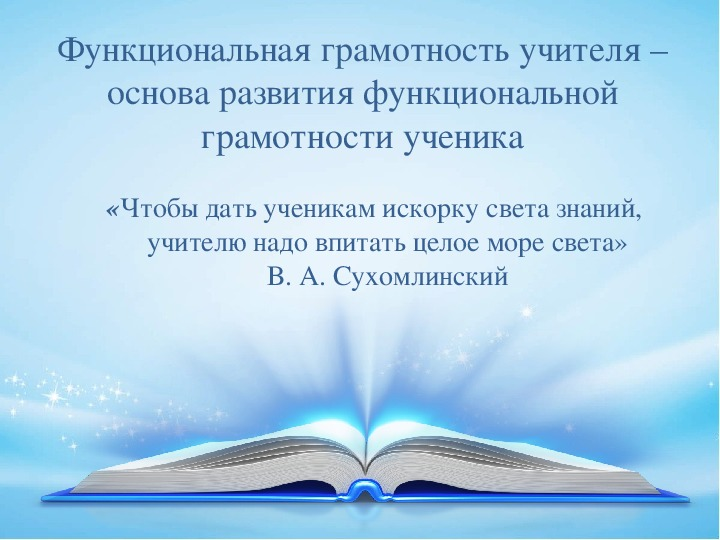 Функциональная грамотность учителя –
основа развития функциональной
грамотности ученика
«Чтобы дать ученикам искорку света знаний,
учителю надо впитать целое море света»
В. А. Сухомлинский